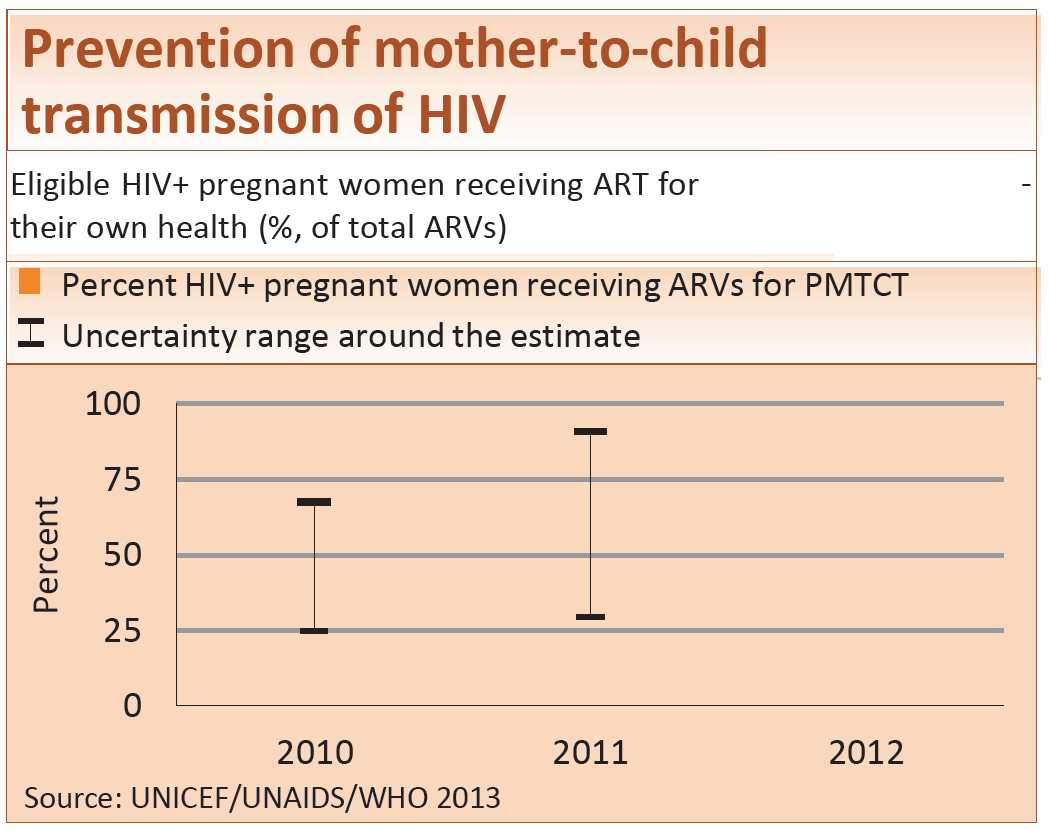 Prevention of mother-to-child
transmission of HIV
Eligible HIV+ pregnant women receiving ART for -
their own health (%, of total ARVs)
Percent HIV+ pregnant women receiving ARVs for PMTCT
Uncertainty range around the estimate
100
75
50
25
0
Percent
2010 2011 2012
Source: UNICEF/UNAIDS/WHO 2013